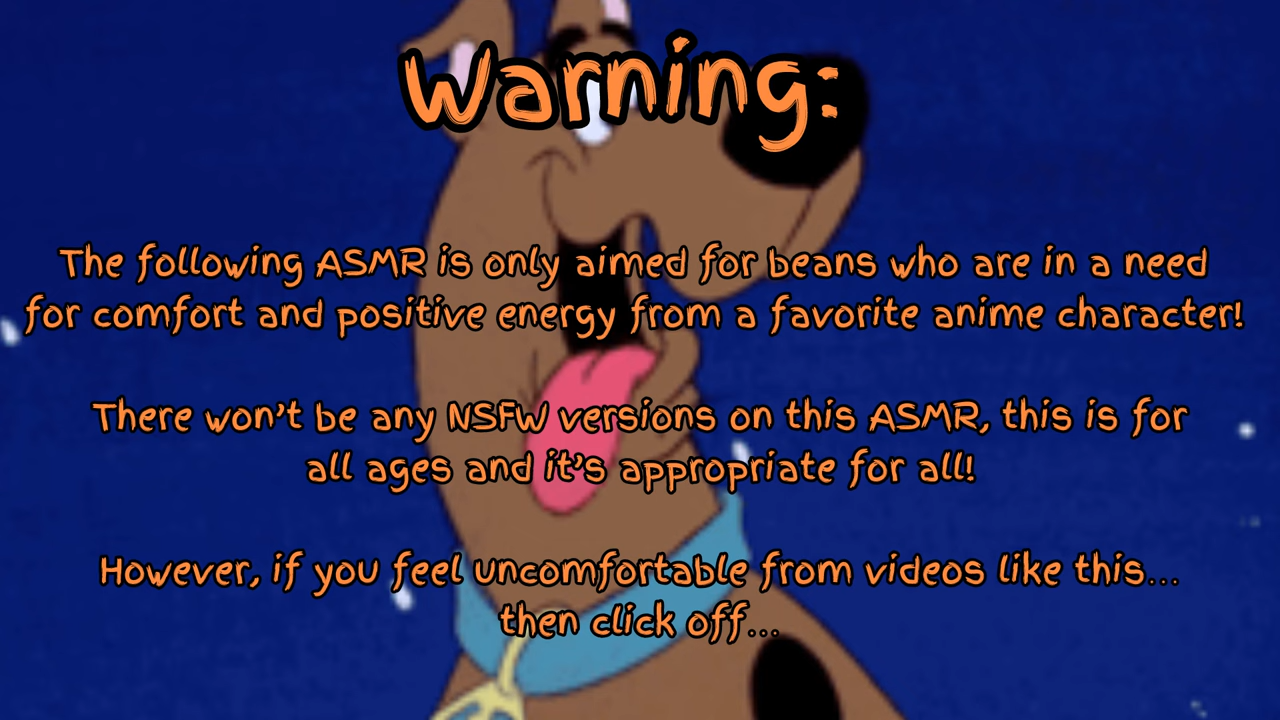 Warning:
The following ASMR is only aimed for beans who are in a need
for comfort and positive energy from a favorite anime character!
There won't be any NSFW versions on this ASMR, this is for
all ages and it's appropriate for all!
However, if you feel uncomfortable from videos like this...
then click off...